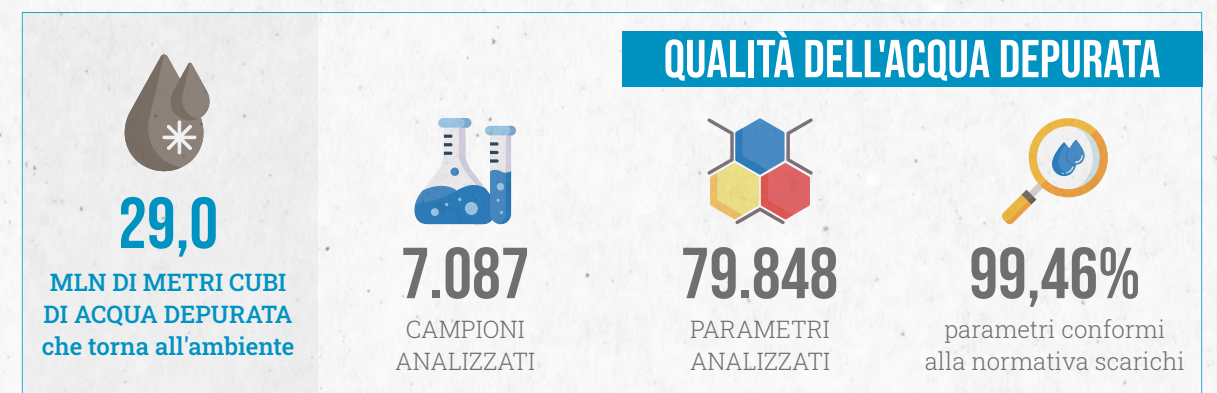 QUALITÀ DELL'ACQUA DEPURATA
29,0
MLN DI METRI CUBI
DI ACQUA DEPURATA
che torna all'ambiente
7.087
CAMPIONI
ANALIZZATI
79.848
PARAMETRI
ANALIZZATI
99,46%
parametri conformi
alla normativa scarichi